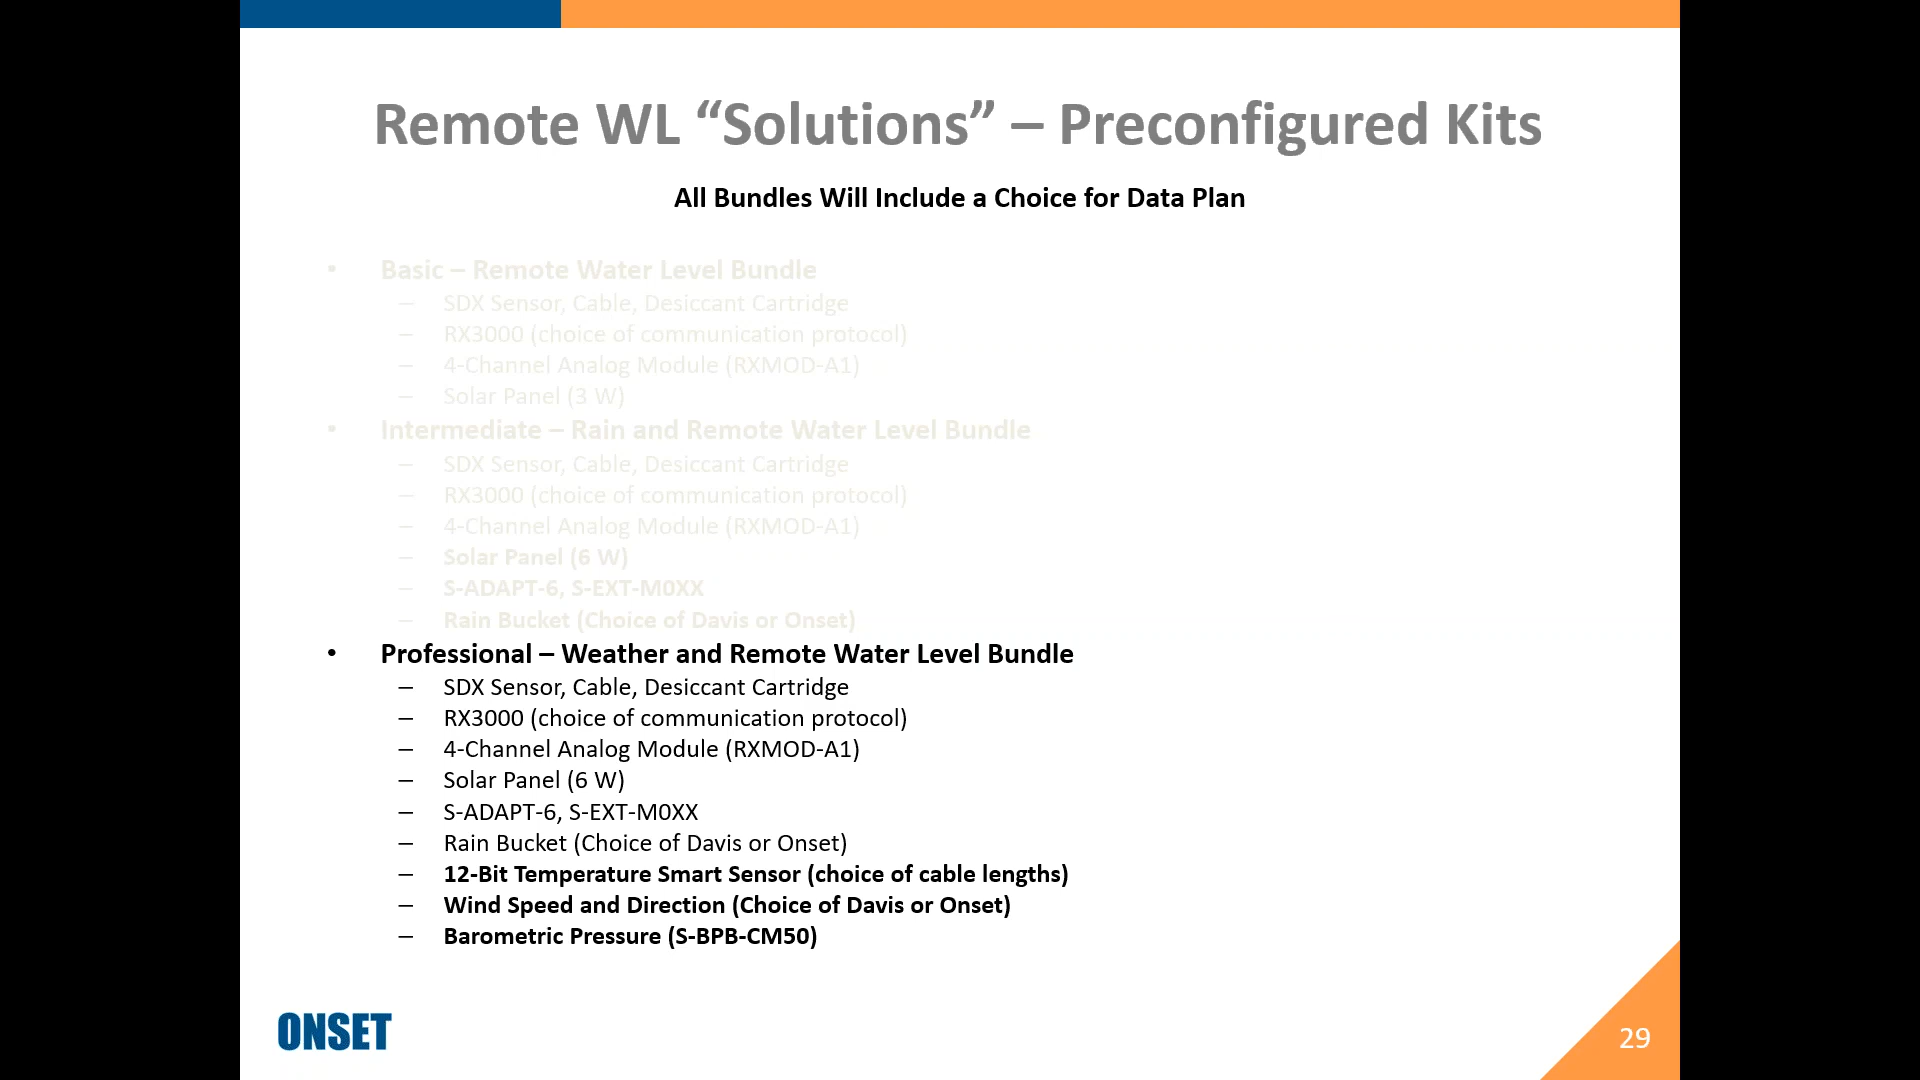 Remote WL “Solutions” – Preconfigured Kits
All Bundles Will Include a Choice for Data Plan
• Basic – Remote Water Level Bundle
– SDX Sensor, Cable, Desiccant Cartridge
– RX3000 (choice of communication protocol)
– 4-Channel Analog Module (RXMOD-A1)
– Solar Panel (3 W)
• Intermediate – Rain and Remote Water Level Bundle
– SDX Sensor, Cable, Desiccant Cartridge
– RX3000 (choice of communication protocol)
– 4-Channel Analog Module (RXMOD-A1)
– Solar Panel (6 W)
– S-ADAPT-6, S-EXT-M0XX
– Rain Bucket (Choice of Davis or Onset)
• Professional – Weather and Remote Water Level Bundle
– SDX Sensor, Cable, Desiccant Cartridge
– RX3000 (choice of communication protocol)
– 4-Channel Analog Module (RXMOD-A1)
– Solar Panel (6 W)
– S-ADAPT-6, S-EXT-M0XX
– Rain Bucket (Choice of Davis or Onset)
– 12-Bit Temperature Smart Sensor (choice of cable lengths)
– Wind Speed and Direction (Choice of Davis or Onset)
– Barometric Pressure (S-BPB-CM50)
ONSET
29